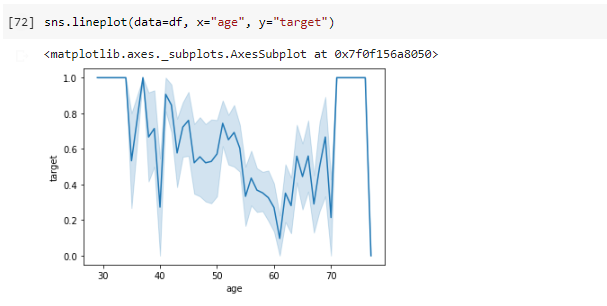 [72] sns.lineplot(data=df, x="age", y="target")
<matplotlib.axes._subplots.AxesSubplot at 0x7f0f156a8050>
1.0
0.8
0.6
0.4
0.2
0.0
target
30 40 50 60 70
age